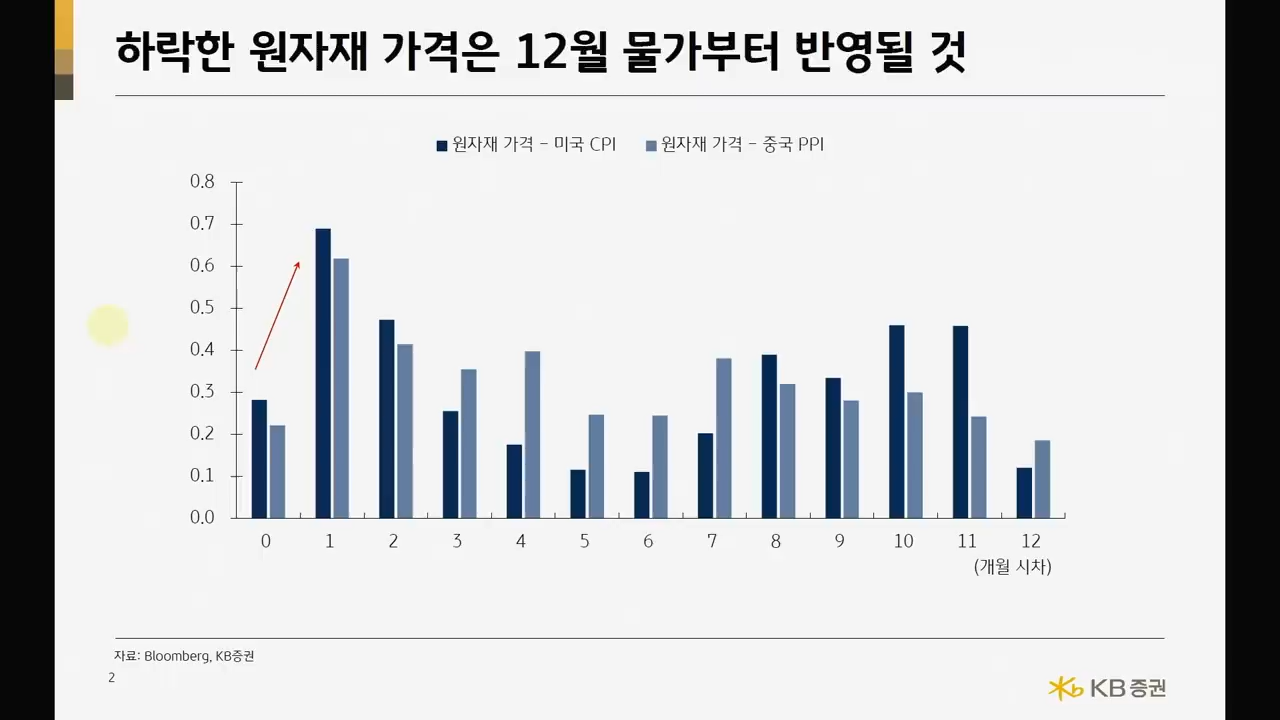 하락한 원자재 가격은 12월 물가부터 반영될 것
원자재 가격 – 미국 CPI
원자재 가격 – 중국 PPI
0.8
0.7
0.6
0.5
0.4
0.3
0.2
0.1
0.0
0 1 2 3 4 5 6 7 8 9 10 11 12
(개월 시차)
자료: Bloomberg, KB증권
2
KB 증권